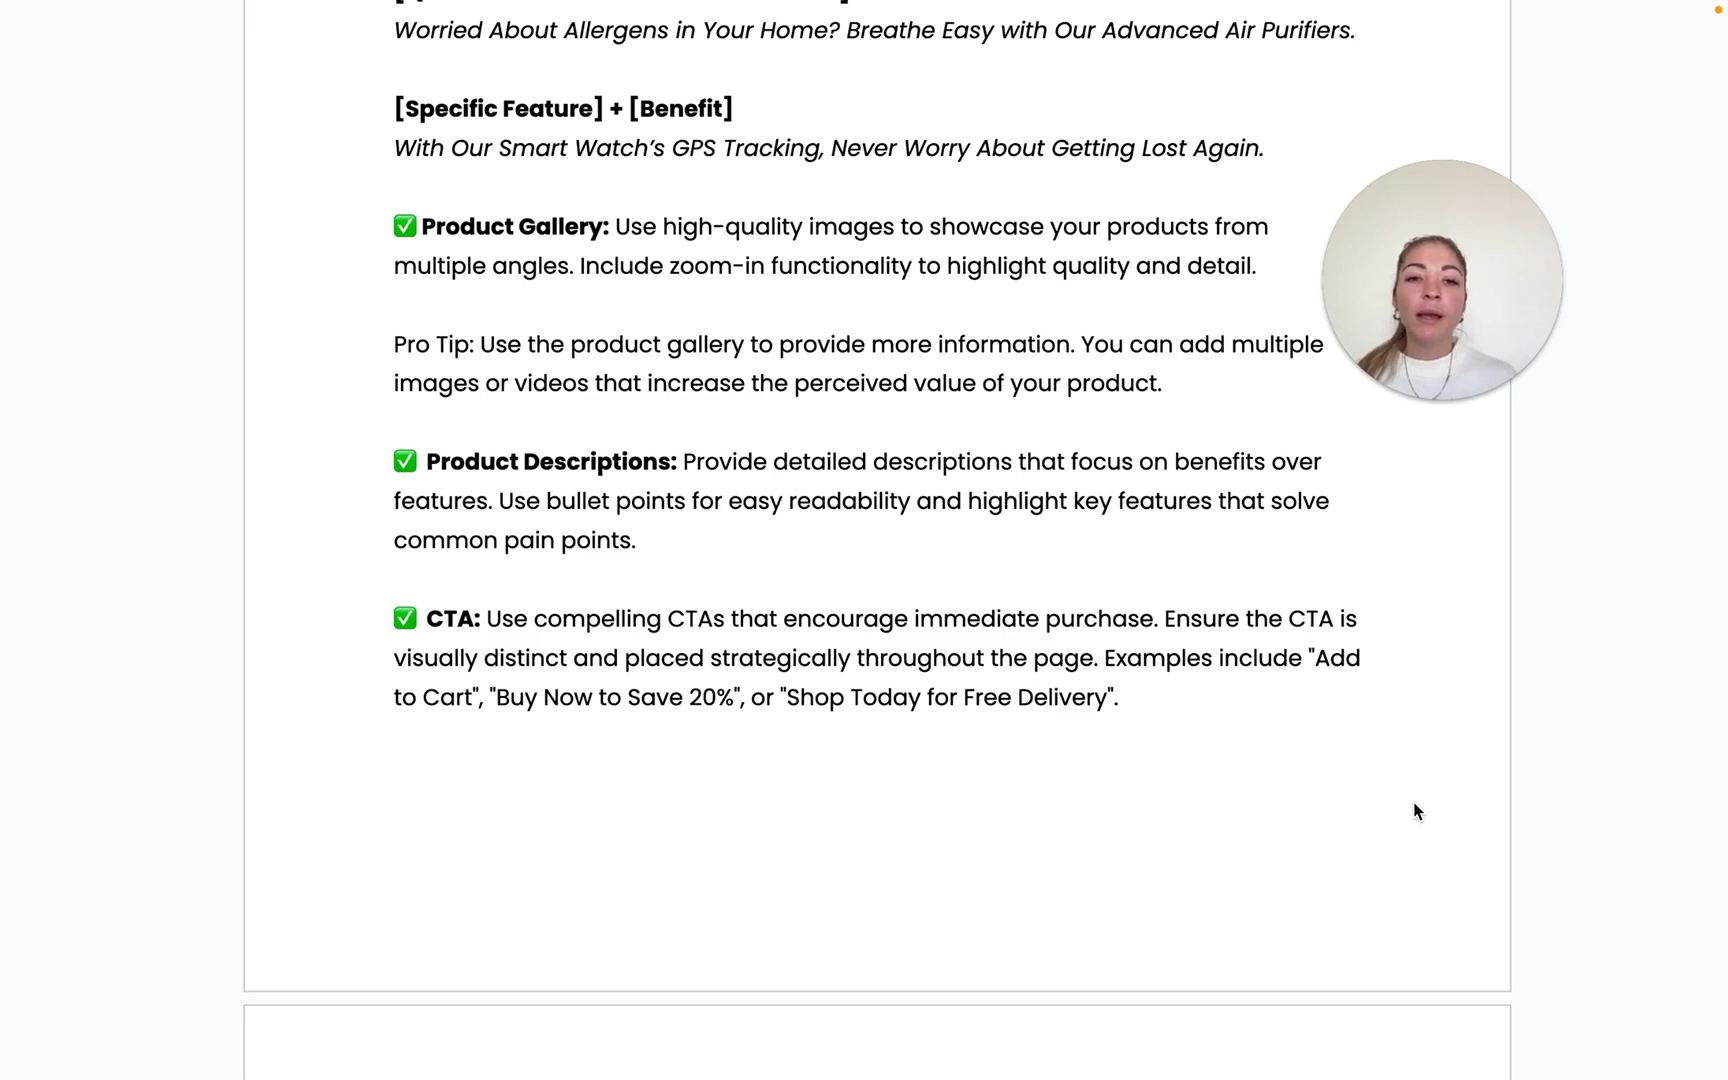 Worried About Allergens in Your Home? Breathe Easy with Our Advanced Air Purifiers.
[Specific Feature] + [Benefit]
With Our Smart Watch’s GPS Tracking, Never Worry About Getting Lost Again.
✅ Product Gallery: Use high-quality images to showcase your products from
multiple angles. Include zoom-in functionality to highlight quality and detail.
Pro Tip: Use the product gallery to provide more information. You can add multiple
images or videos that increase the perceived value of your product.
✅ Product Descriptions: Provide detailed descriptions that focus on benefits over
features. Use bullet points for easy readability and highlight key features that solve
common pain points.
✅ CTA: Use compelling CTAs that encourage immediate purchase. Ensure the CTA is
visually distinct and placed strategically throughout the page. Examples include "Add
to Cart", "Buy Now to Save 20%", or "Shop Today for Free Delivery".